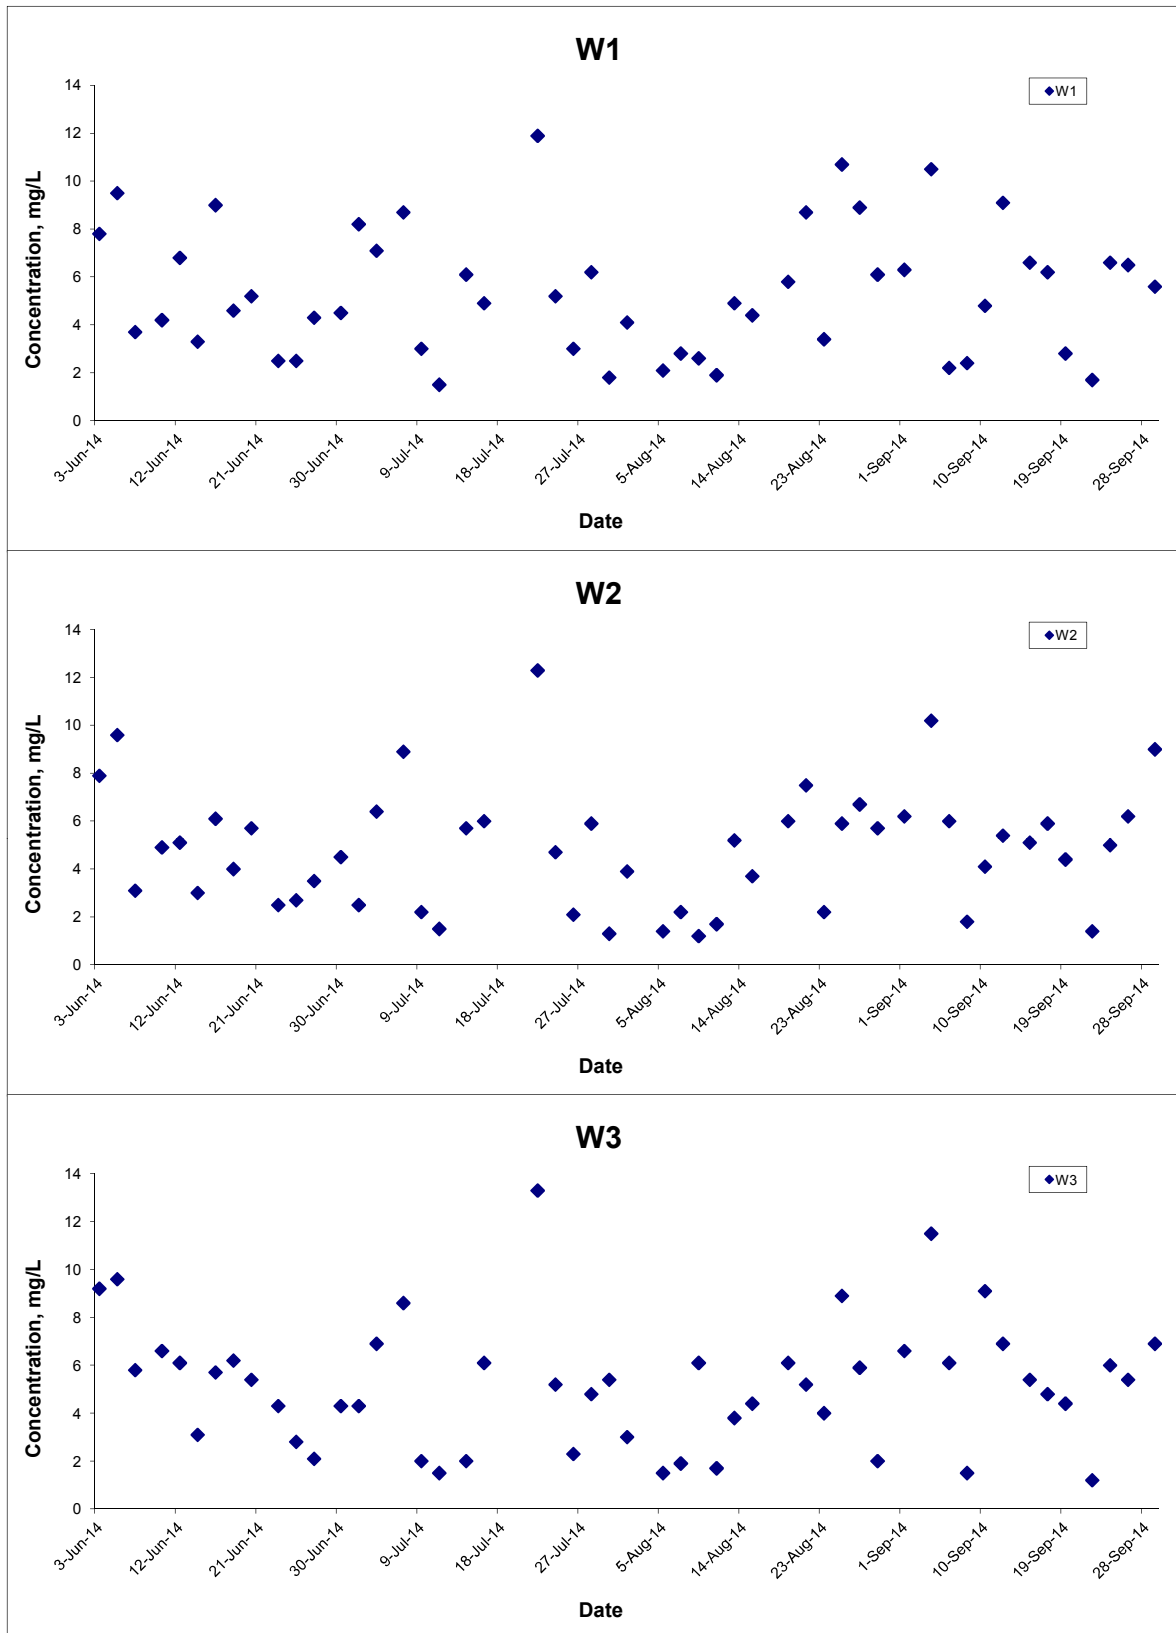 W1
W1
14
12
10
8
6
4
2
0
Concentration, mg/L
3-Jun-14
12-Jun-14
21-Jun-14
30-Jun-14
9-Jul-14
18-Jul-14
27-Jul-14
5-Aug-14
14-Aug-14
23-Aug-14
1-Sep-14
10-Sep-14
19-Sep-14
28-Sep-14
Date
W2
W2
14
12
10
8
6
4
2
0
Concentration, mg/L
3-Jun-14
12-Jun-14
21-Jun-14
30-Jun-14
9-Jul-14
18-Jul-14
27-Jul-14
5-Aug-14
14-Aug-14
23-Aug-14
1-Sep-14
10-Sep-14
19-Sep-14
28-Sep-14
Date
W3
W3
14
12
10
8
6
4
2
0
Concentration, mg/L
3-Jun-14
12-Jun-14
21-Jun-14
30-Jun-14
9-Jul-14
18-Jul-14
27-Jul-14
5-Aug-14
14-Aug-14
23-Aug-14
1-Sep-14
10-Sep-14
19-Sep-14
28-Sep-14
Date